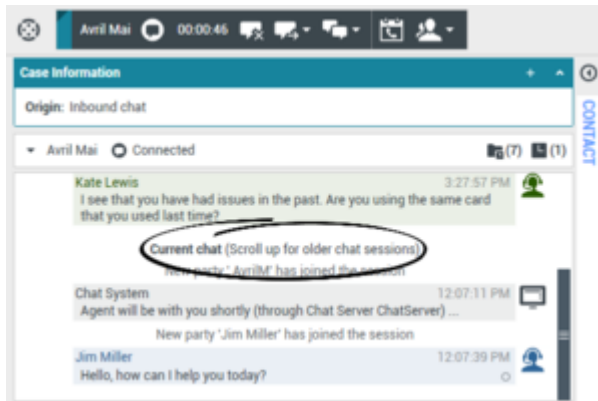 Avril Mai 00:00:46
Case Information
Origin: Inbound chat
Avril Mai Connected (7) (1)
CONTACT
Kate Lewis 3:27:57 PM
I see that you have had issues in the past. Are you using the same card
that you used last time?
Current chat (Scroll up for older chat sessions)
New party ' AvrilM' has joined the session
Chat System 12:07:11 PM
Agent will be with you shortly (through Chat Server ChatServer) ...
New party 'Jim Miller' has joined the session
Jim Miller 12:07:39 PM
Hello, how can I help you today?